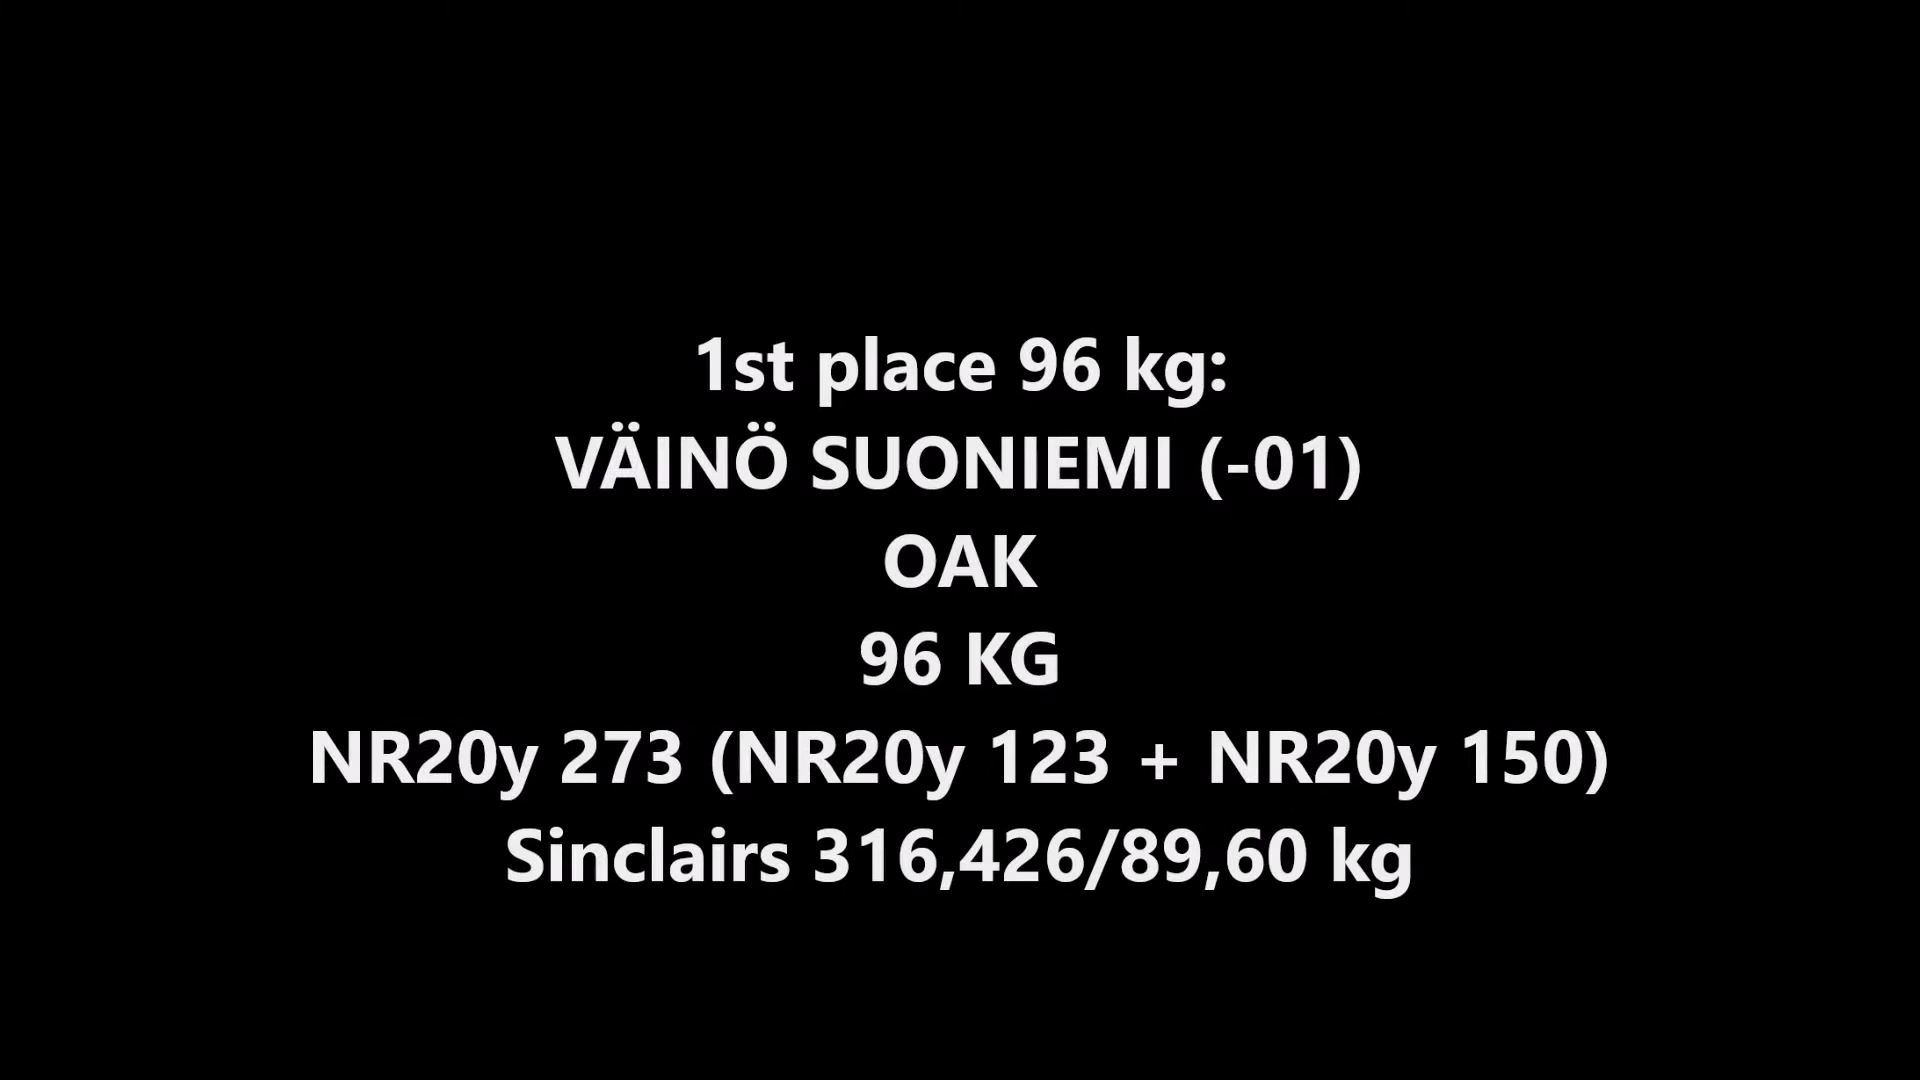 1st place 96 kg:
VÄINÖ SUONIEMI (-01)
OAK
96 KG
NR20y 273 (NR20y 123 + NR20y 150)
Sinclairs 316,426/89,60 kg